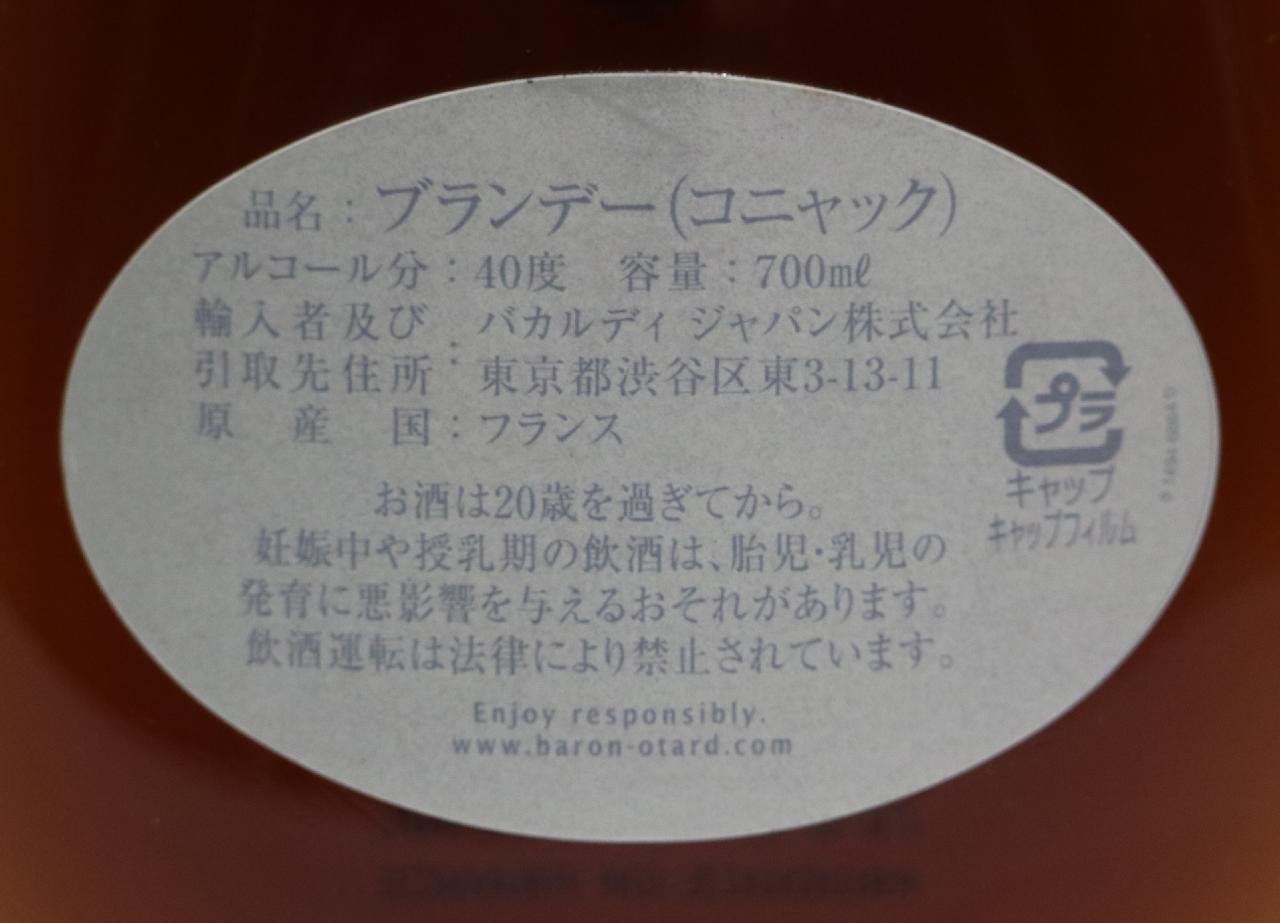 品名：ブランデー(コニャック)
アルコール分：40度　容量：700mℓ
輸入者及び
引取先住所：バカルディ ジャパン株式会社
東京都渋谷区東3-13-11
原産国：フランス
プラ
キャップ
キャップフィルム
お酒は20歳を過ぎてから。
妊娠中や授乳期の飲酒は、胎児・乳児の
発育に悪影響を与えるおそれがあります。
飲酒運転は法律により禁止されています。
Enjoy responsibly.
www.baron-otard.com